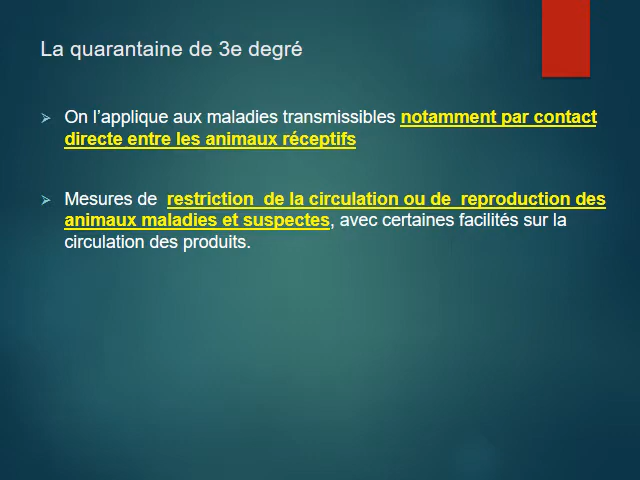 La quarantaine de 3e degré
➢ On l'applique aux maladies transmissibles notamment par contact
directe entre les animaux réceptifs
➢ Mesures de restriction de la circulation ou de reproduction des
animaux maladies et suspectes, avec certaines facilités sur la
circulation des produits.